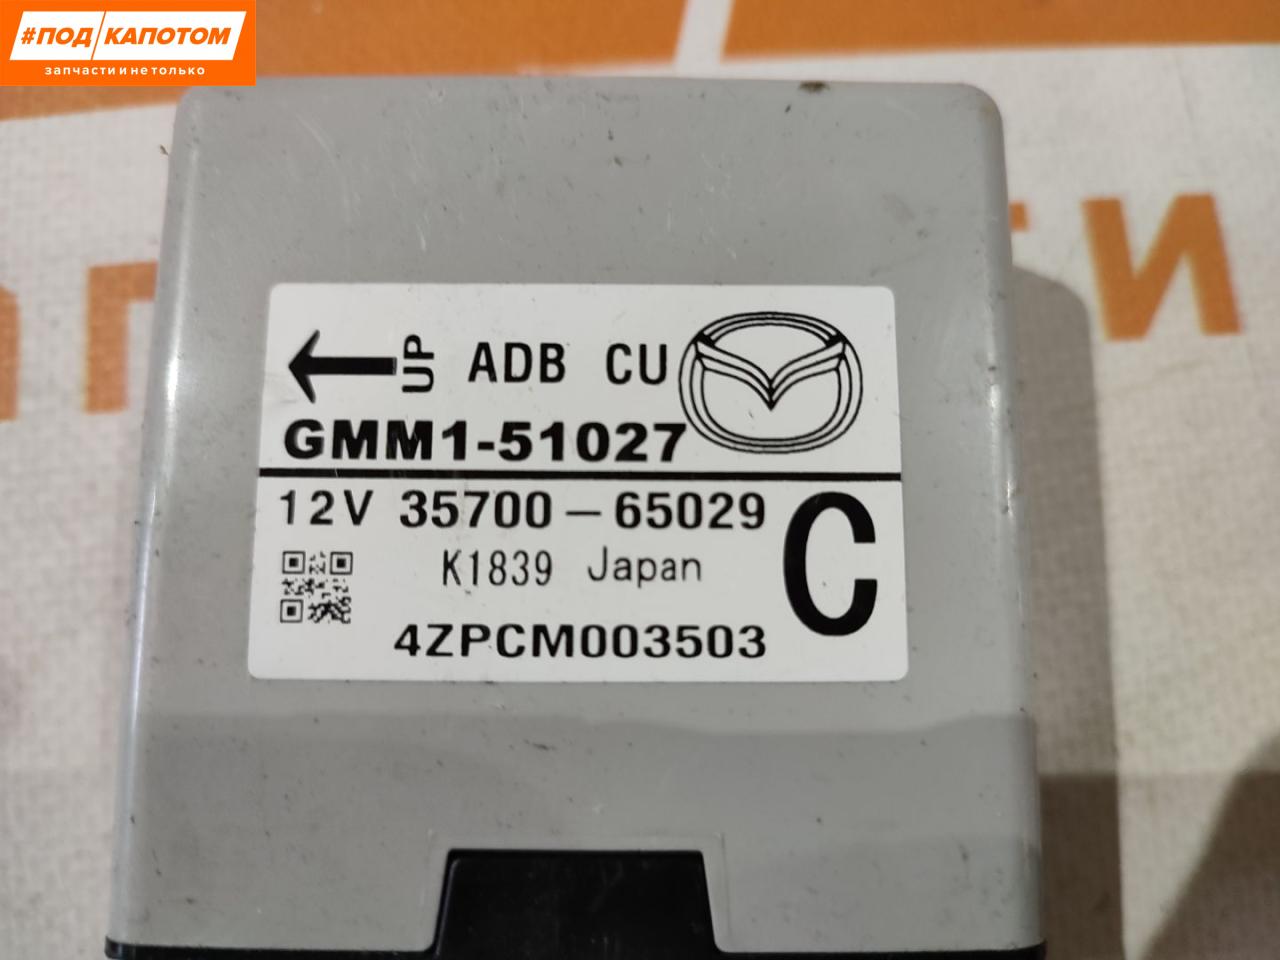 #ПОД/КАПОТОМ
запчасти и не только
UP ADB CU
GMM1-51027
12V 35700-65029
C
K1839 Japan
4ZPCM003503